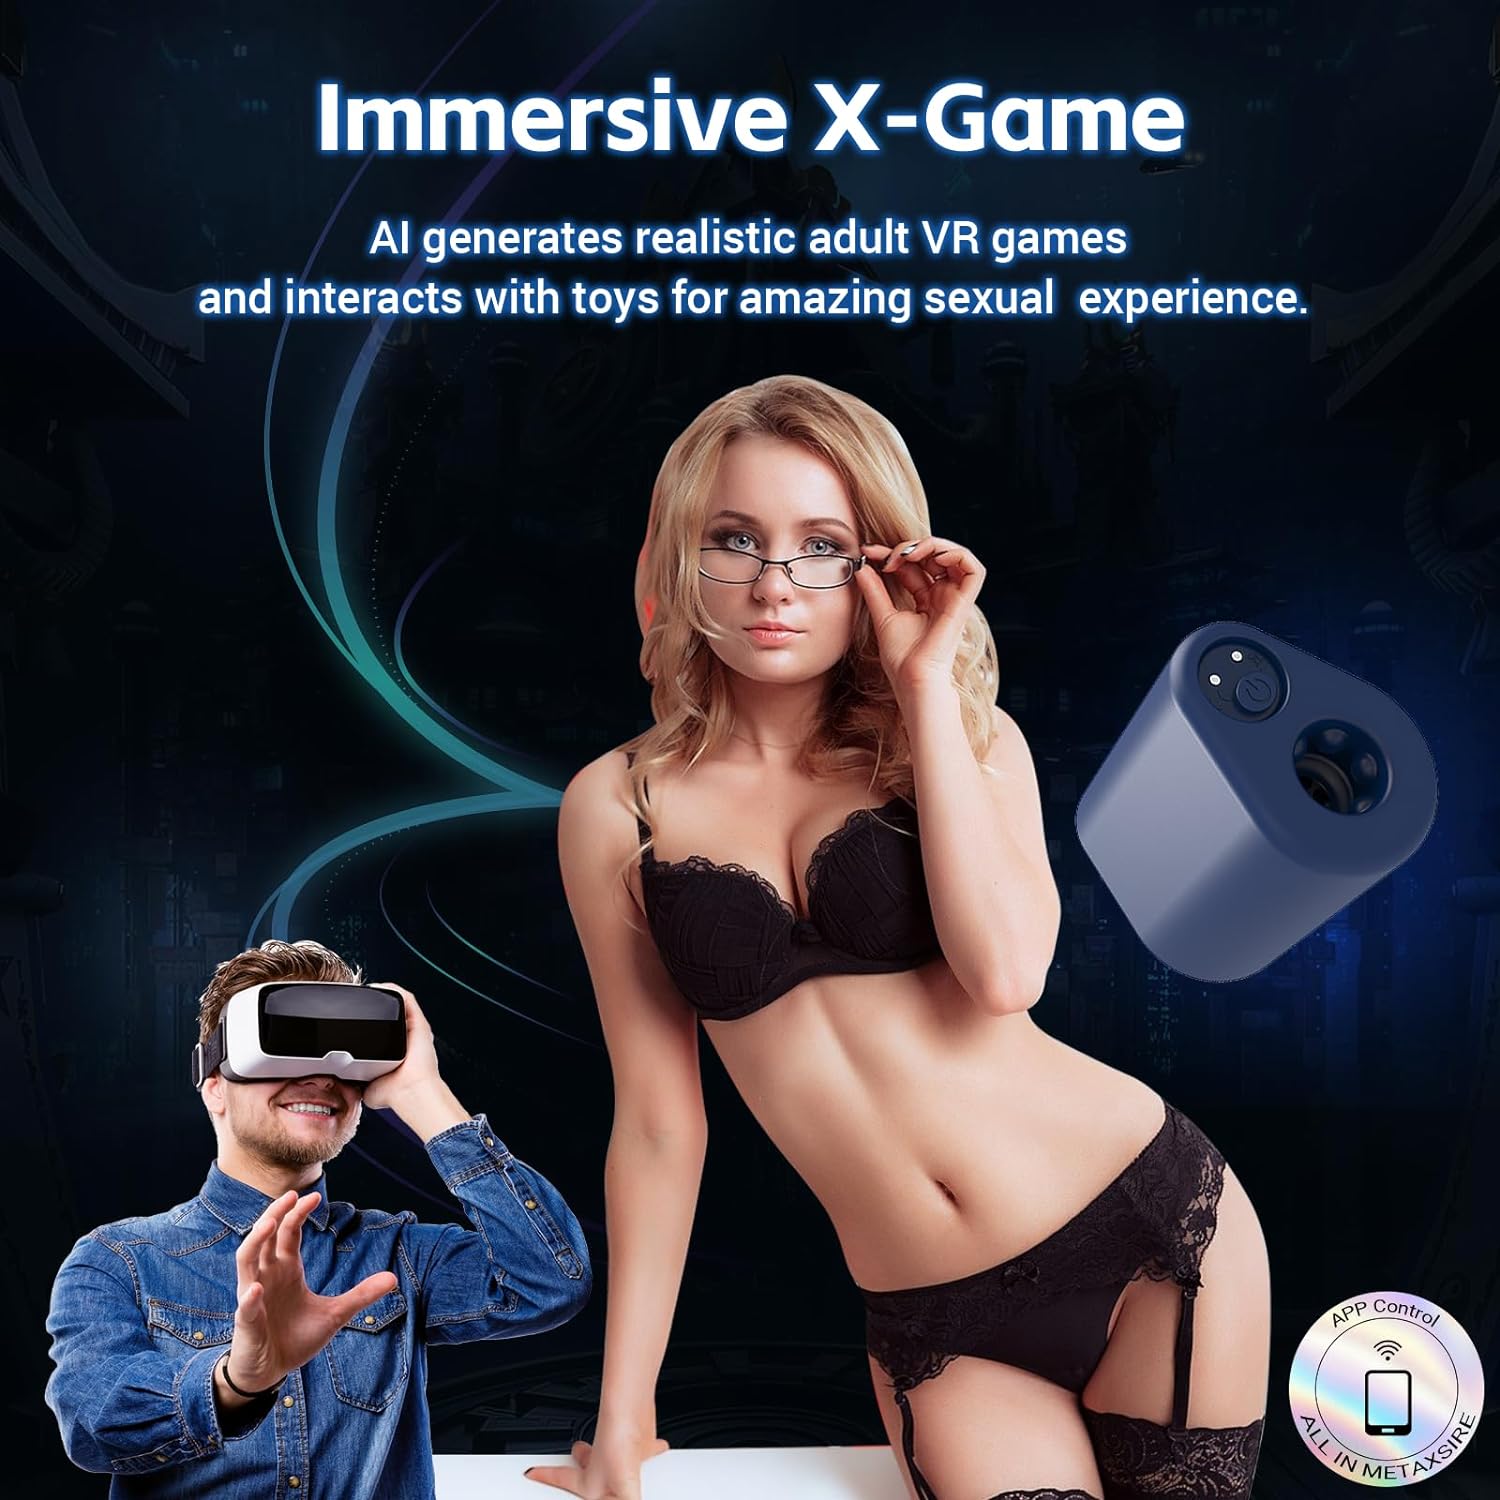 Immersive X-Game
AI generates realistic adult VR games
and interacts with toys for amazing sexual experience.
APP Control
ALL IN METAXSIRE